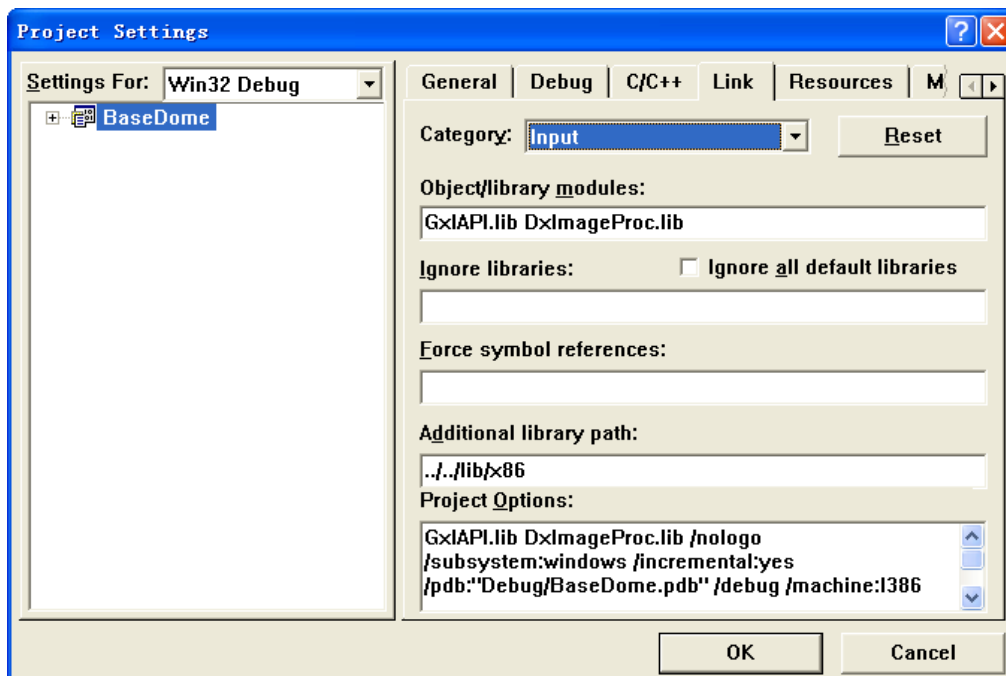 Project Settings
Settings For: Win32 Debug
BaseDome
General Debug C/C++ Link Resources M
Category: Input Reset
Object/library modules:
GxIAPI.lib DxImageProc.lib
Ignore libraries: Ignore all default libraries
Force symbol references:
Additional library path:
../../lib/x86
Project Options:
GxIAPI.lib DxImageProc.lib /nologo
/subsystem:windows /incremental:yes
/pdb:"Debug/BaseDome.pdb" /debug /machine:I386
OK Cancel